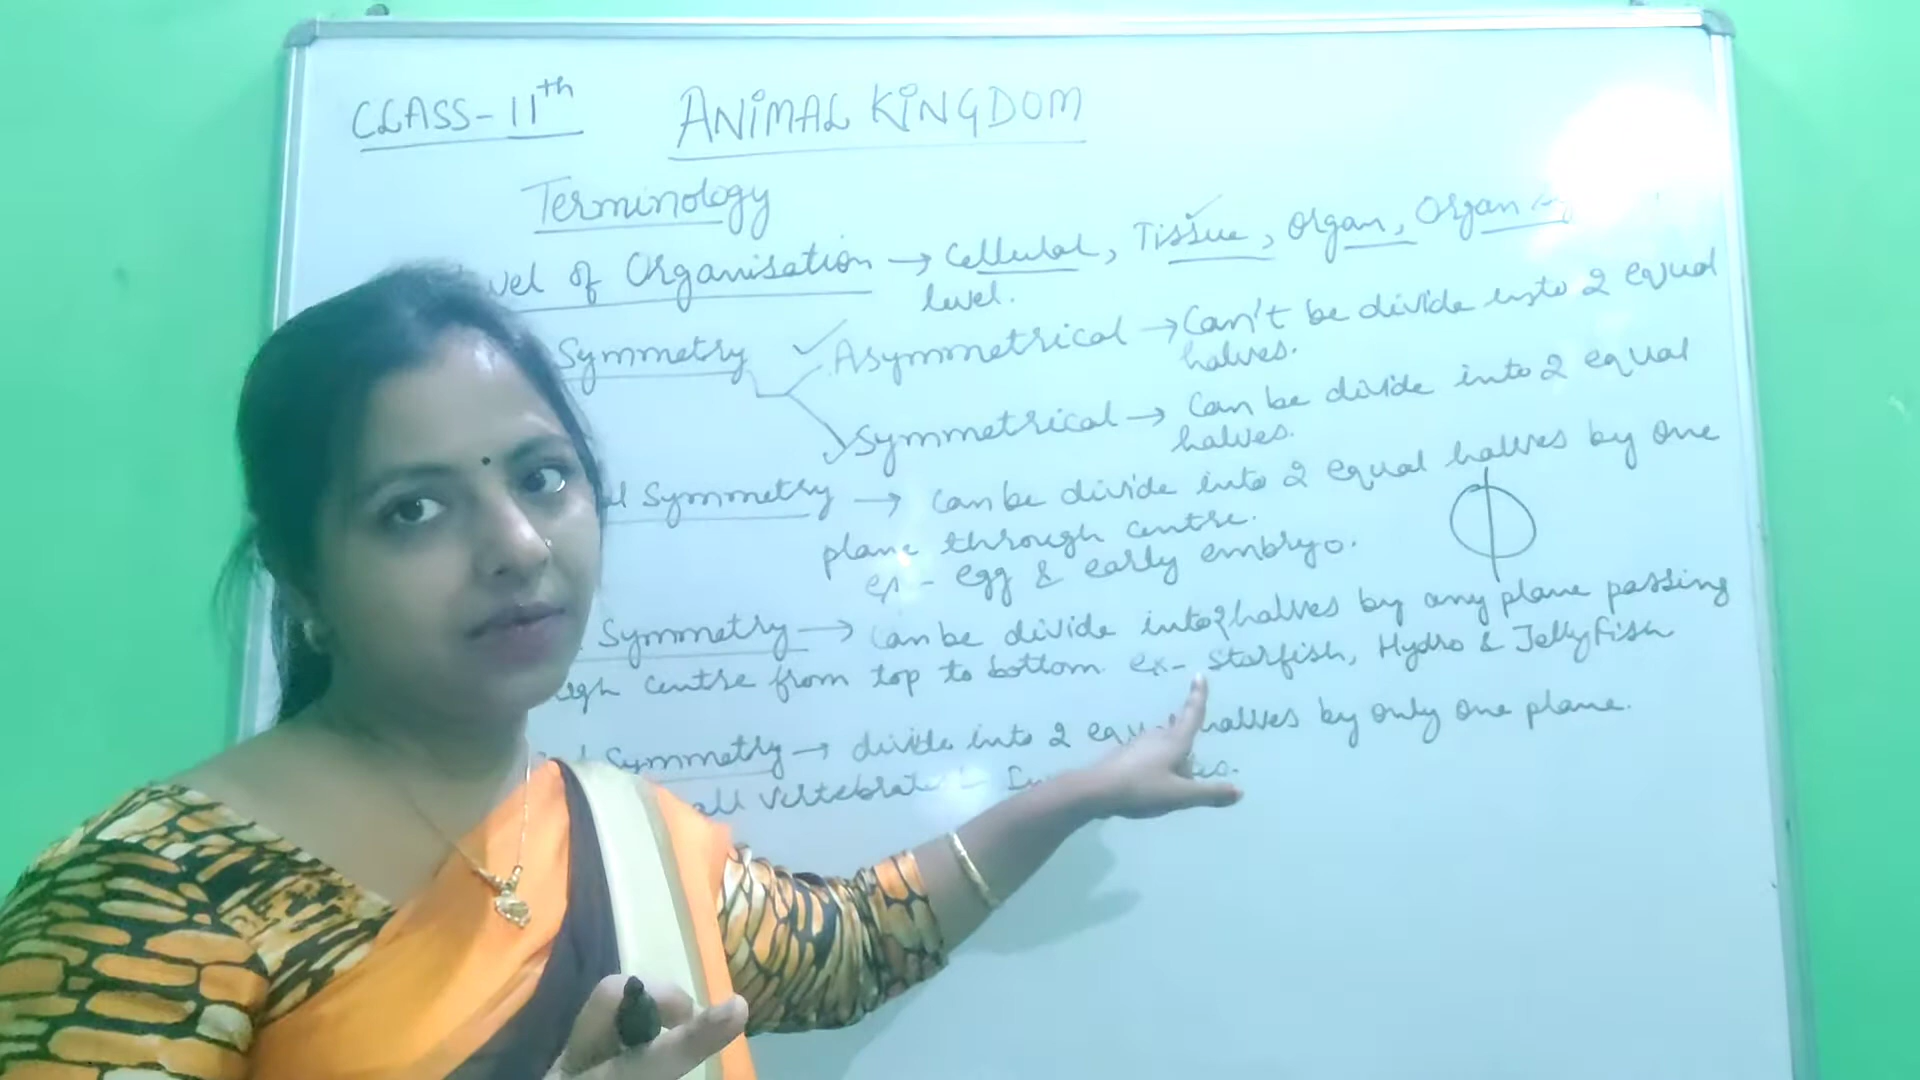 CLASS-11th
ANIMAL KINGDOM
Terminology
of Organisation → Cellular, Tissue, Organ, Organ
level.
Symmetry
Asymmetrical → Can't be divide into 2 equal
halves.
Symmetrical → Can be divide into 2 equal
halves.
Symmetry → can be divide into 2 equal halves by one
plane through centre.
ex - egg & early embryo.
Symmetry → can be divide into 2 halves by any plane passing
centre from top to bottom ex- Starfish, Hydra & Jellyfish
Symmetry → divide into 2 halves by only one plane.
all